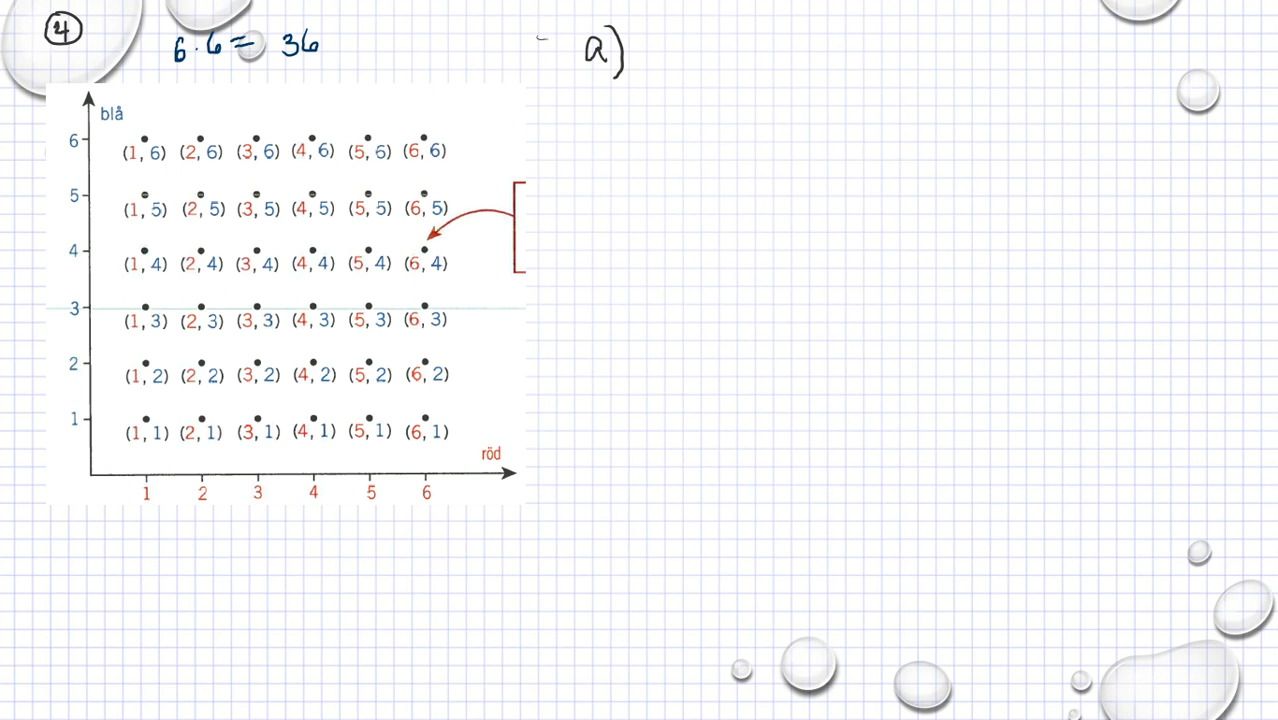 4
6·6 = 36
a)
blå
6
(1, 6) (2, 6) (3, 6) (4, 6) (5, 6) (6, 6)
5
(1, 5) (2, 5) (3, 5) (4, 5) (5, 5) (6, 5)
4
(1, 4) (2, 4) (3, 4) (4, 4) (5, 4) (6, 4)
3
(1, 3) (2, 3) (3, 3) (4, 3) (5, 3) (6, 3)
2
(1, 2) (2, 2) (3, 2) (4, 2) (5, 2) (6, 2)
1
(1, 1) (2, 1) (3, 1) (4, 1) (5, 1) (6, 1)
röd
1 2 3 4 5 6